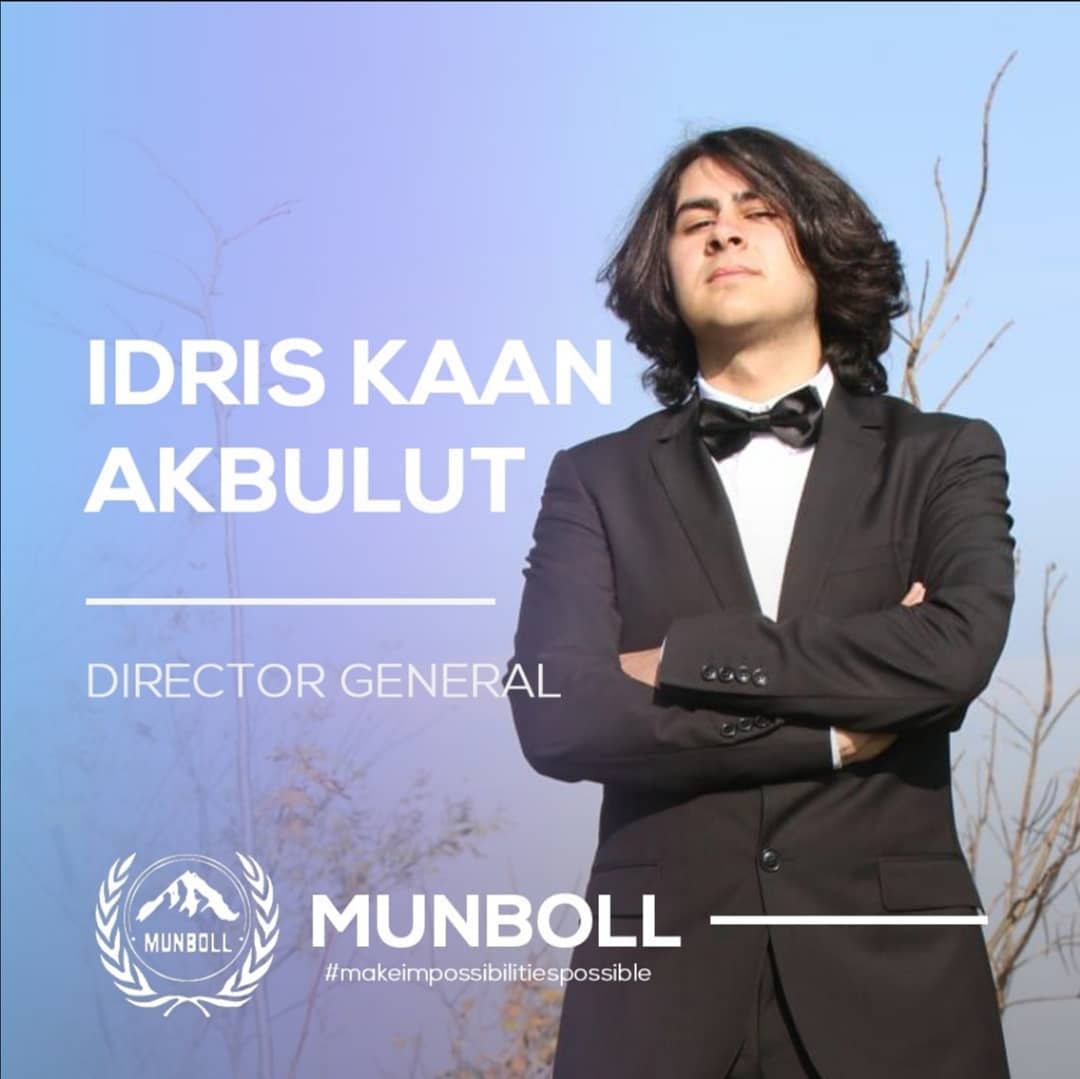 IDRIS KAAN
AKBULUT
DIRECTOR GENERAL
· MUNBOLL ·
MUNBOLL
#makeimpossibilitiespossible